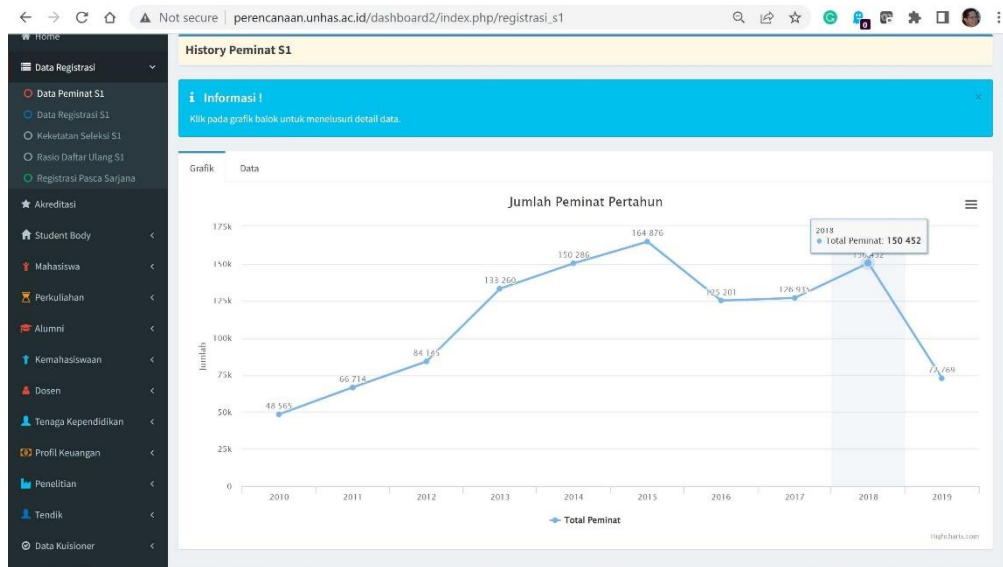 Not secure
perencanaan.unhas.ac.id/dashboard2/index.php/registrasi_s1
0
Home
Data Registrasi
Data Peminat S1
Data Registrasi S1
Keketatan Seleksi S1
Rasio Daftar Ulang S1
Registrasi Pasca Sarjana
Akreditasi
Student Body
Mahasiswa
Perkuliahan
Alumni
Kemahasiswaan
Dosen
Tenaga Kependidikan
Profil Keuangan
Penelitian
Tendik
Data Kuisioner
History Peminat S1
i Informasi !
×
Klik pada grafik balok untuk menelusuri detail data.
Grafik Data
Jumlah Peminat Pertahun
Jumlah
175k
150k
125k
100k
75k
50k
25k
0
48 565
66 714
84 145
133 260
150 286
164 876
125 201
126 935
2018
Total Peminat: 150 452
72 769
2010 2011 2012 2013 2014 2015 2016 2017 2018 2019
Total Peminat
Highcharts.com